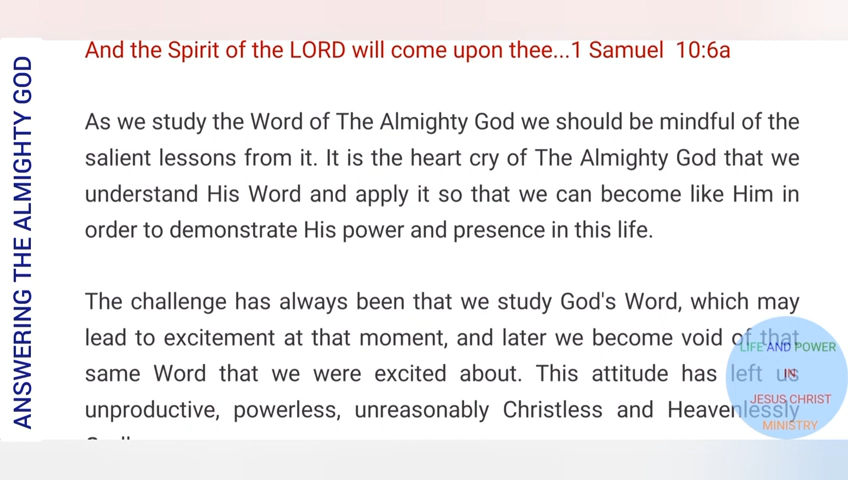 And the Spirit of the LORD will come upon thee...1 Samuel 10:6a
ANSWERING THE ALMIGHTY GOD
As we study the Word of The Almighty God we should be mindful of the
salient lessons from it. It is the heart cry of The Almighty God that we
understand His Word and apply it so that we can become like Him in
order to demonstrate His power and presence in this life.
The challenge has always been that we study God's Word, which may
lead to excitement at that moment, and later we become void of that
same Word that we were excited about. This attitude has left us
unproductive, powerless, unreasonably Christless and Heavenlessly
LIFE AND POWER
IN
JESUS CHRIST
MINISTRY